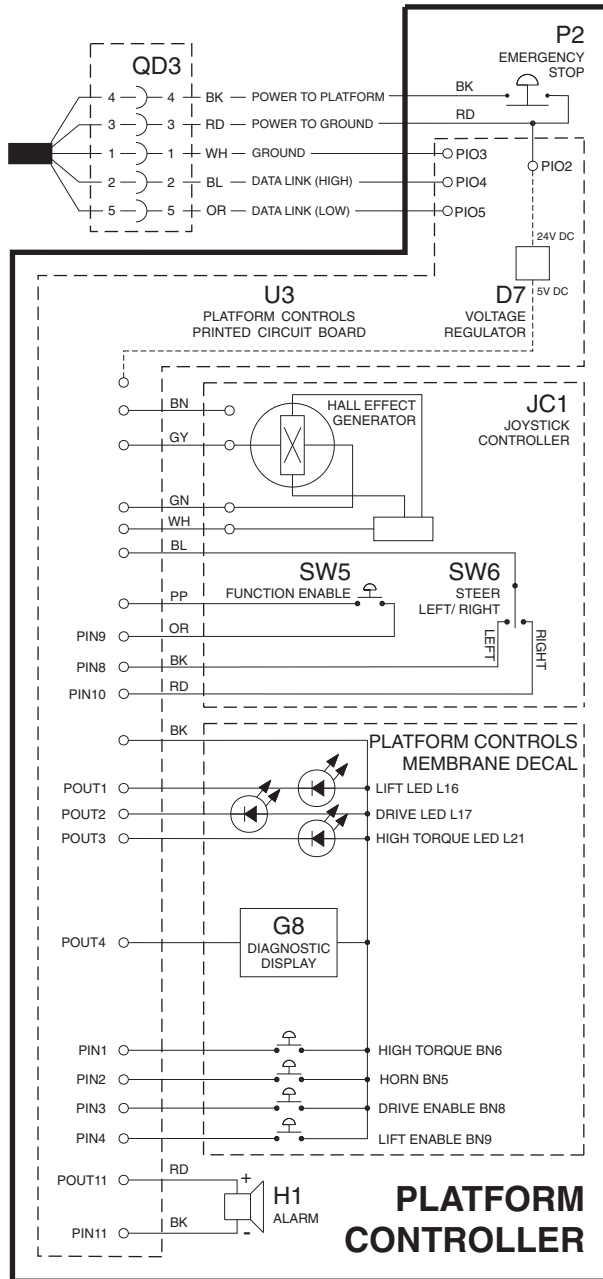 P2
EMERGENCY
STOP
QD3
4 4 BK POWER TO PLATFORM BK
3 3 RD POWER TO GROUND RD
1 1 WH GROUND PIO3
2 2 BL DATA LINK (HIGH) PIO4
5 5 OR DATA LINK (LOW) PIO5
PIO2
24V DC
5V DC
U3
PLATFORM CONTROLS
PRINTED CIRCUIT BOARD
D7
VOLTAGE
REGULATOR
BN
GY
GN
WH
BL
HALL EFFECT
GENERATOR
JC1
JOYSTICK
CONTROLLER
SW5
FUNCTION ENABLE
SW6
STEER
LEFT/ RIGHT
LEFT
RIGHT
PP
PIN9 OR
PIN8 BK
PIN10 RD
BK
PLATFORM CONTROLS
MEMBRANE DECAL
POUT1 LIFT LED L16
POUT2 DRIVE LED L17
POUT3 HIGH TORQUE LED L21
POUT4
G8
DIAGNOSTIC
DISPLAY
PIN1 HIGH TORQUE BN6
PIN2 HORN BN5
PIN3 DRIVE ENABLE BN8
PIN4 LIFT ENABLE BN9
POUT11 RD +
H1
ALARM
PIN11 BK -
PLATFORM
CONTROLLER